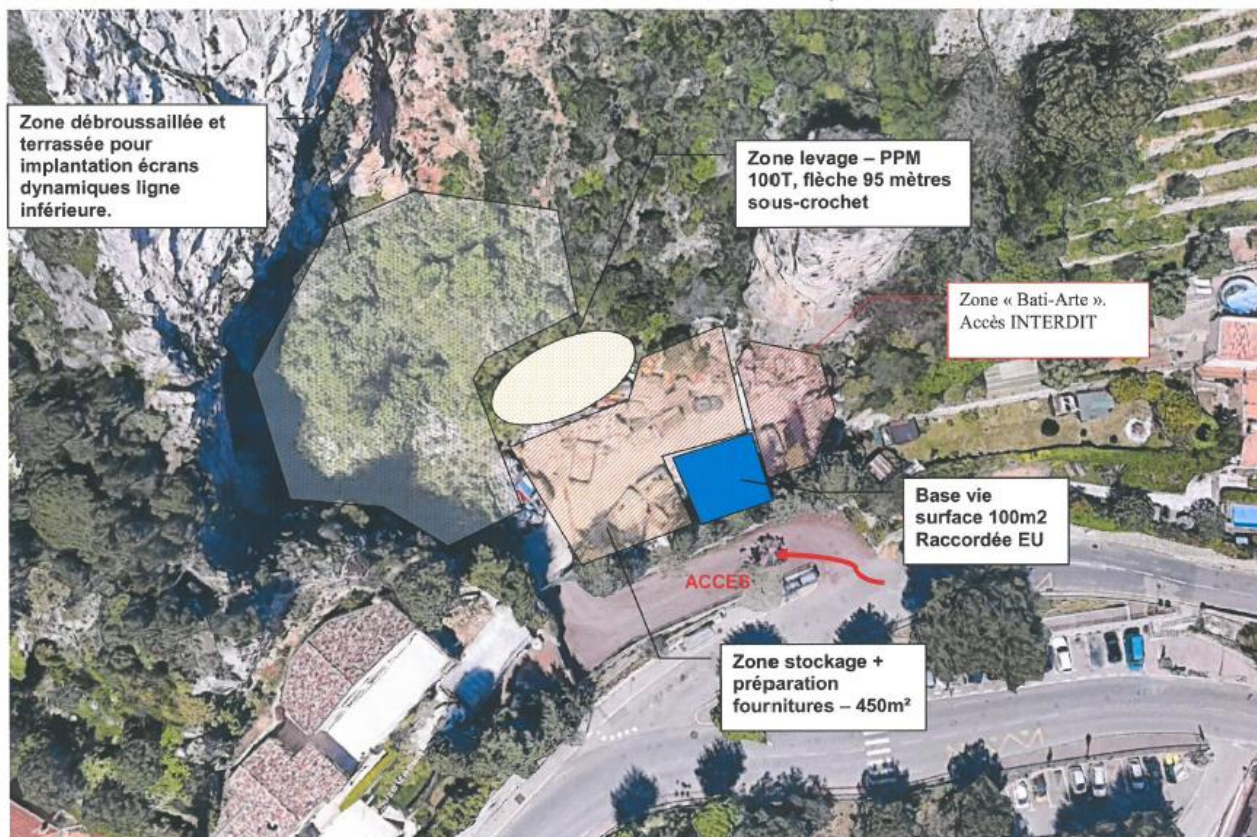 Zone débroussaillée et
terrassée pour
implantation écrans
dynamiques ligne
inférieure.
Zone levage – PPM
100T, flèche 95 mètres
sous-crochet
Zone « Bati-Arte ».
Accès INTERDIT
Base vie
surface 100m2
Raccordée EU
ACCES
Zone stockage +
préparation
fournitures – 450m²